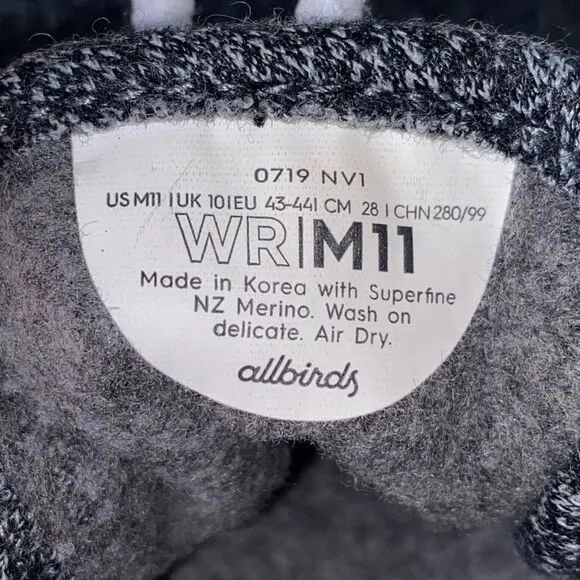 0719 NV1
US M11 | UK 10 | EU 43-44 | CM 28 | CHN 280/99
WR|M11
Made in Korea with Superfine
NZ Merino. Wash on
delicate. Air Dry.
allbirds